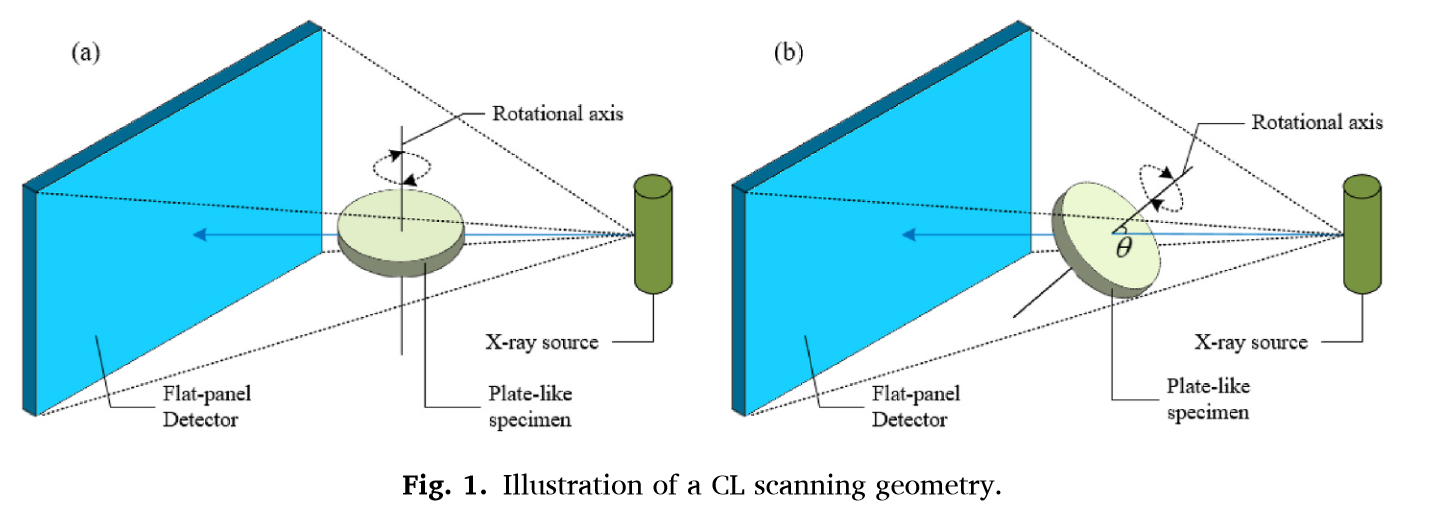 (a)
Rotational axis
X-ray source
Flat-panel
Detector
Plate-like
specimen
(b)
Rotational axis
θ
X-ray source
Flat-panel
Detector
Plate-like
specimen
Fig. 1. Illustration of a CL scanning geometry.